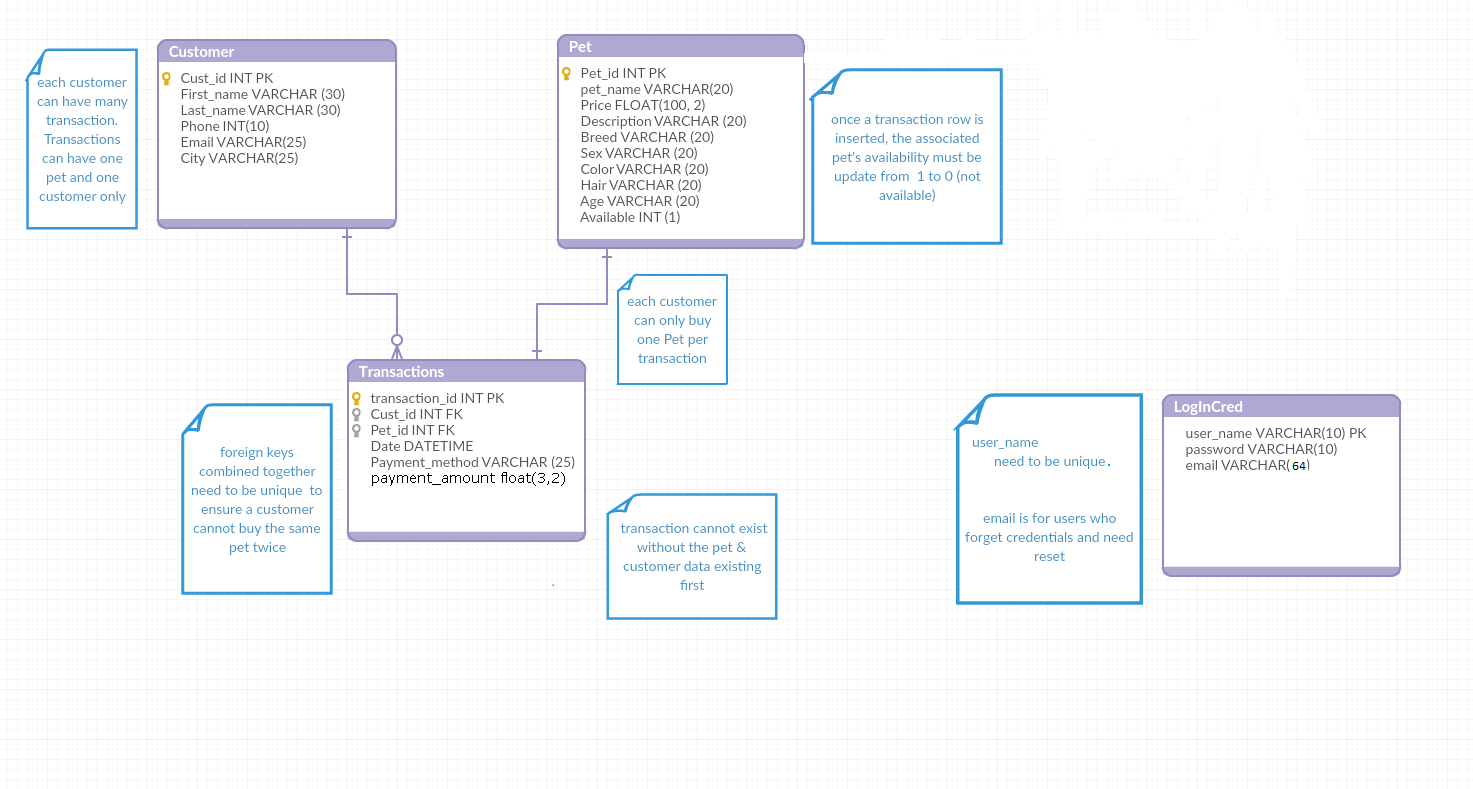 each customer
can have many
transaction.
Transactions
can have one
pet and one
customer only
Customer
Cust_id INT PK
First_name VARCHAR (30)
Last_name VARCHAR (30)
Phone INT(10)
Email VARCHAR(25)
City VARCHAR(25)
Pet
Pet_id INT PK
pet_name VARCHAR(20)
Price FLOAT(100, 2)
Description VARCHAR (20)
Breed VARCHAR (20)
Sex VARCHAR (20)
Color VARCHAR (20)
Hair VARCHAR (20)
Age VARCHAR (20)
Available INT (1)
once a transaction row is
inserted, the associated
pet's availability must be
update from 1 to 0 (not
available)
each customer
can only buy
one Pet per
transaction
Transactions
transaction_id INT PK
Cust_id INT FK
Pet_id INT FK
Date DATETIME
Payment_method VARCHAR (25)
payment_amount float(3,2)
foreign keys
combined together
need to be unique to
ensure a customer
cannot buy the same
pet twice
transaction cannot exist
without the pet &
customer data existing
first
user_name
need to be unique.
email is for users who
forget credentials and need
reset
LogInCred
user_name VARCHAR(10) PK
password VARCHAR(10)
email VARCHAR(64)